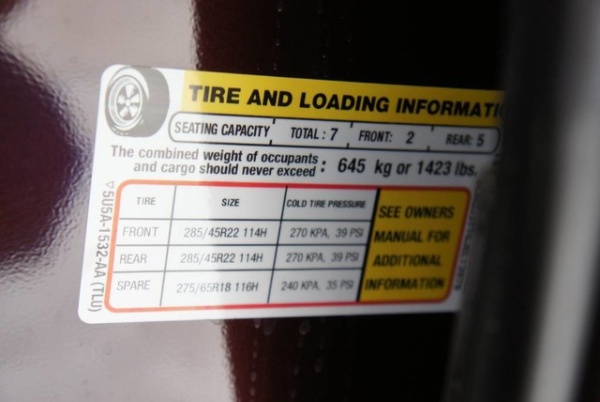 TIRE AND LOADING INFORMATI
SEATING CAPACITY TOTAL : 7 FRONT: 2 REAR: 5
The combined weight of occupants
and cargo should never exceed : 645 kg or 1423 lbs.
TIRE SIZE COLD TIRE PRESSURE SEE OWNERS
FRONT 285/45R22 114H 270 KPA, 39 PSI MANUAL FOR
REAR 285/45R22 114H 270 KPA, 39 PSI ADDITIONAL
SPARE 275/65R18 116H 240 KPA, 35 PSI INFORMATION
5U5A-1532-AA (TLU)